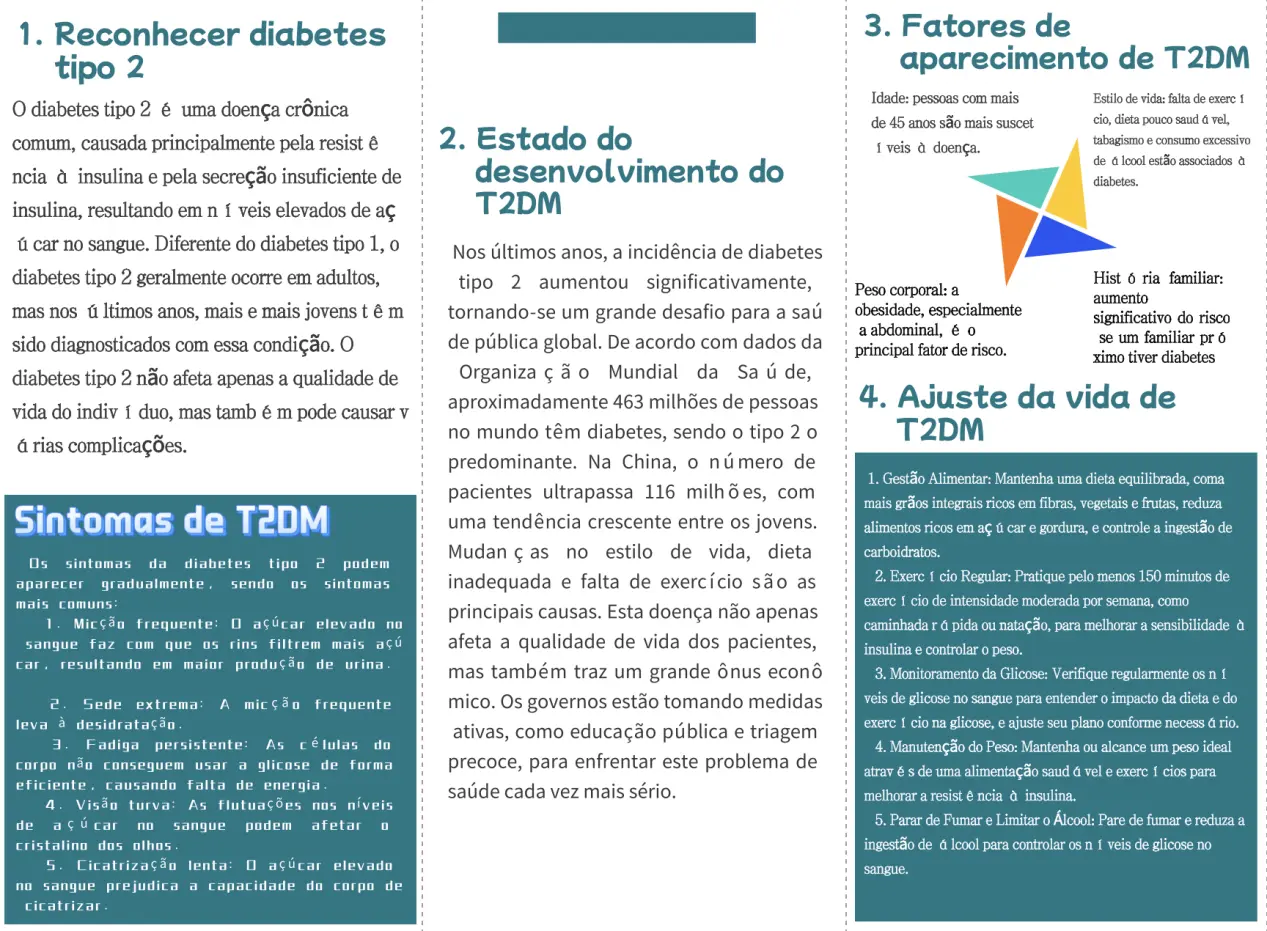 1. Reconhecer diabetes
tipo 2
O diabetes tipo 2 é uma doença crônica
comum, causada principalmente pela resist ê
ncia à insulina e pela secreção insuficiente de
insulina, resultando em n í veis elevados de aç
ú car no sangue. Diferente do diabetes tipo 1, o
diabetes tipo 2 geralmente ocorre em adultos,
mas nos ú ltimos anos, mais e mais jovens t ê m
sido diagnosticados com essa condição. O
diabetes tipo 2 não afeta apenas a qualidade de
vida do indiv í duo, mas tamb é m pode causar v
á rias complicações.
Sintomas de T2DM
Os sintomas da diabetes tipo 2 podem
aparecer gradualmente, sendo os sintomas
mais comuns:
1. Micção frequente: O açúcar elevado no
sangue faz com que os rins filtrem mais açú
car, resultando em maior produção de urina.
2. Sede extrema: A micção frequente
leva à desidratação.
3. Fadiga persistente: As células do
corpo não conseguem usar a glicose de forma
eficiente, causando falta de energia.
4. Visão turva: As flutuações nos níveis
de açúcar no sangue podem afetar o
cristalino dos olhos.
5. Cicatrização lenta: O açúcar elevado
no sangue prejudica a capacidade do corpo de
cicatrizar.
2. Estado do
desenvolvimento do
T2DM
Nos últimos anos, a incidência de diabetes
tipo 2 aumentou significativamente,
tornando-se um grande desafio para a saú
de pública global. De acordo com dados da
Organiza ç ã o Mundial da Sa ú de,
aproximadamente 463 milhões de pessoas
no mundo têm diabetes, sendo o tipo 2 o
predominante. Na China, o número de
pacientes ultrapassa 116 milhões, com
uma tendência crescente entre os jovens.
Mudan ç as no estilo de vida, dieta
inadequada e falta de exercício são as
principais causas. Esta doença não apenas
afeta a qualidade de vida dos pacientes,
mas também traz um grande ônus econô
mico. Os governos estão tomando medidas
ativas, como educação pública e triagem
precoce, para enfrentar este problema de
saúde cada vez mais sério.
3. Fatores de
aparecimento de T2DM
Idade: pessoas com mais
de 45 anos são mais suscet
í veis à doença.
Estilo de vida: falta de exerc í
cio, dieta pouco saud á vel,
tabagismo e consumo excessivo
de á lcool estão associados à
diabetes.
Peso corporal: a
obesidade, especialmente
a abdominal, é o
principal fator de risco.
Hist ó ria familiar:
aumento
significativo do risco
se um familiar pr ó
ximo tiver diabetes
4. Ajuste da vida de
T2DM
1. Gestão Alimentar: Mantenha uma dieta equilibrada, coma
mais grãos integrais ricos em fibras, vegetais e frutas, reduza
alimentos ricos em aç ú car e gordura, e controle a ingestão de
carboidratos.
2. Exerc í cio Regular: Pratique pelo menos 150 minutos de
exerc í cio de intensidade moderada por semana, como
caminhada r á pida ou natação, para melhorar a sensibilidade à
insulina e controlar o peso.
3. Monitoramento da Glicose: Verifique regularmente os n í
veis de glicose no sangue para entender o impacto da dieta e do
exerc í cio na glicose, e ajuste seu plano conforme necess á rio.
4. Manutenção do Peso: Mantenha ou alcance um peso ideal
atrav é s de uma alimentação saud á vel e exerc í cios para
melhorar a resist ê ncia à insulina.
5. Parar de Fumar e Limitar o Álcool: Pare de fumar e reduza a
ingestão de á lcool para controlar os n í veis de glicose no
sangue.